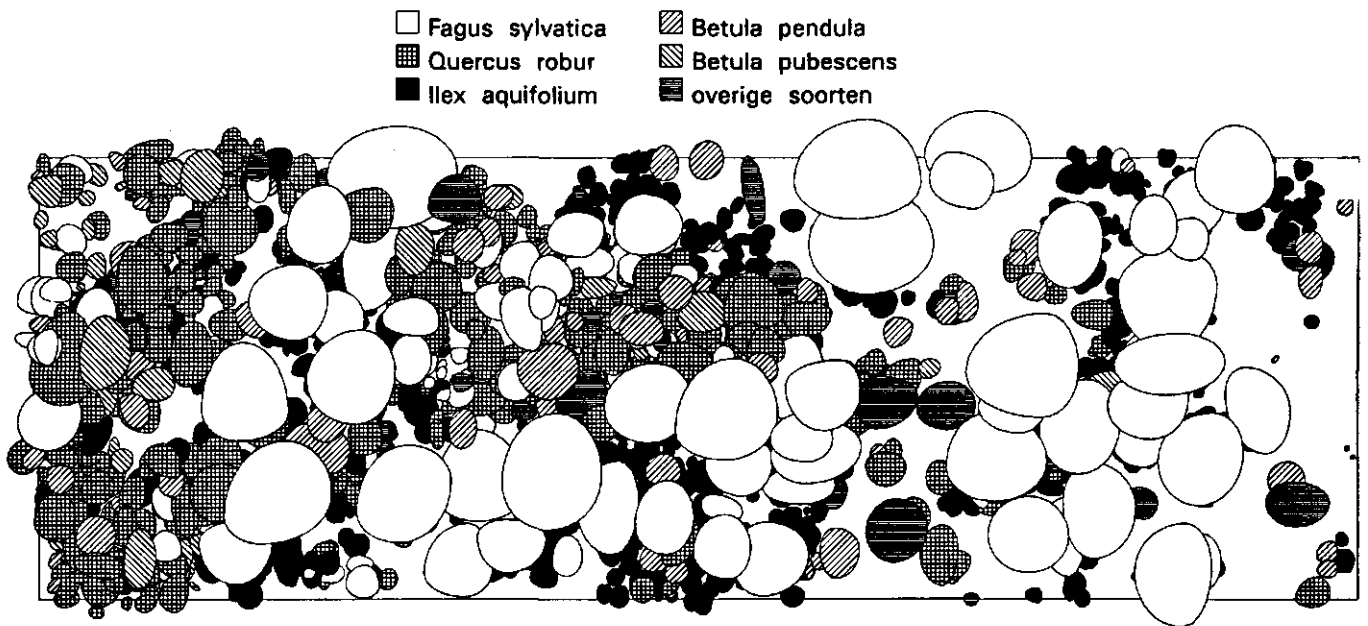 Fagus sylvatica
Quercus robur
Ilex aquifolium
Betula pendula
Betula pubescens
overige soorten